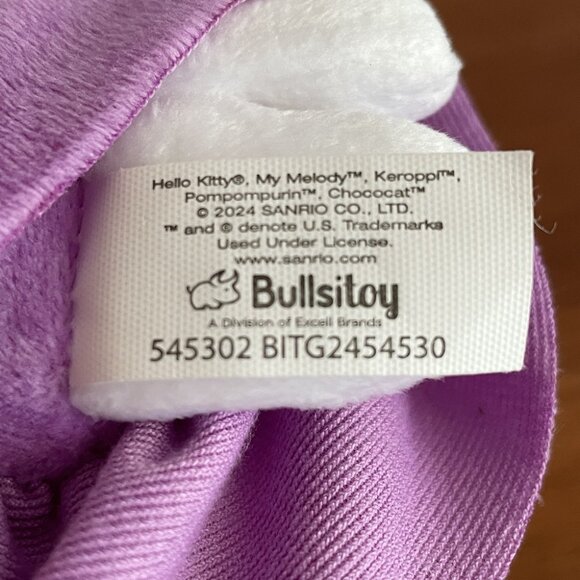 Hello Kitty®, My Melody™, Keroppi™,
Pompompurin™, Chococat™
© 2024 SANRIO CO., LTD.
™ and ® denote U.S. Trademarks
Used Under License.
www.sanrio.com
Bullsitoy
A Division of Excell Brands
545302 BITG2454530